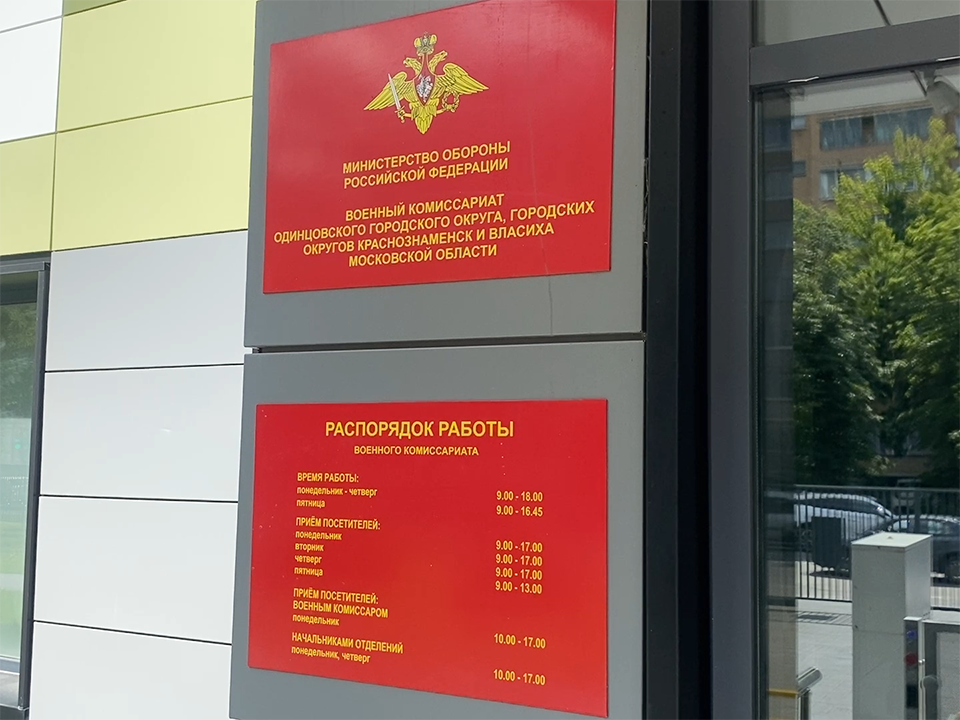 МИНИСТЕРСТВО ОБОРОНЫ
РОССИЙСКОЙ ФЕДЕРАЦИИ
ВОЕННЫЙ КОМИССАРИАТ
ОДИНЦОВСКОГО ГОРОДСКОГО ОКРУГА, ГОРОДСКИХ
ОКРУГОВ КРАСНОЗНАМЕНСК И ВЛАСИХА
МОСКОВСКОЙ ОБЛАСТИ
РАСПОРЯДОК РАБОТЫ
ВОЕННОГО КОМИССАРИАТА
ВРЕМЯ РАБОТЫ:
понедельник - четверг 9.00 - 18.00
пятница 9.00 - 16.45
ПРИЁМ ПОСЕТИТЕЛЕЙ:
понедельник 9.00 - 17.00
вторник 9.00 - 17.00
четверг 9.00 - 17.00
пятница 9.00 - 13.00
ПРИЁМ ПОСЕТИТЕЛЕЙ:
ВОЕННЫМ КОМИССАРОМ
понедельник 10.00 - 17.00
НАЧАЛЬНИКАМИ ОТДЕЛЕНИЙ
понедельник, четверг 10.00 - 17.00